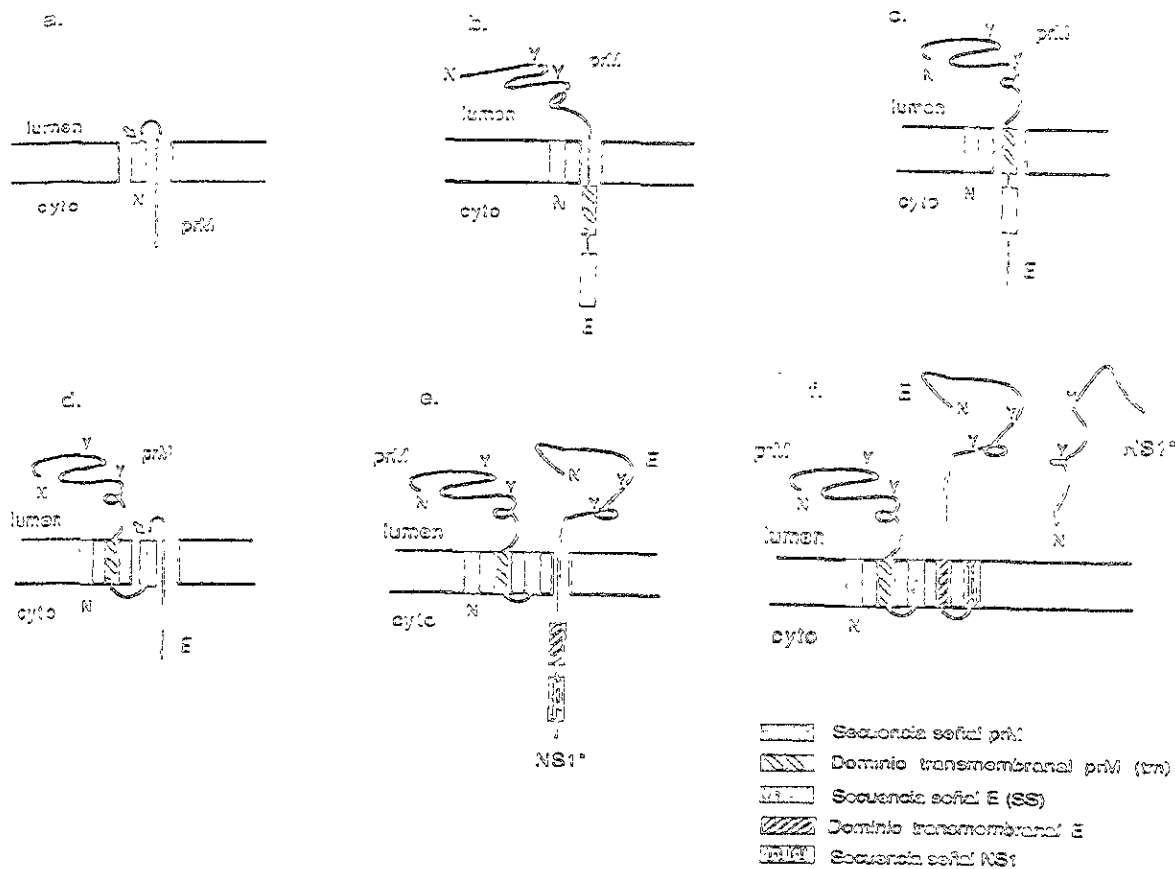 a.
lumen
N
cyto
prM
b.
Y
Y
prM
N
lumen
cyto
N
E
c.
Y
Y
prM
N
lumen
cyto
N
E
d.
Y
prM
Y
N
lumen
N
cyto
E
e.
prM
Y
Y
N
E
N
Y
Y
lumen
N
cyto
NS1°
f.
E
N
Y
Y
Y
Y
NS1°
prM
Y
Y
N
N
lumen
N
cyto
Secuencia señal prM
Dominio transmembranal prM (tm)
Secuencia señal E (SS)
Dominio transmembranal E
Secuencia señal NS1